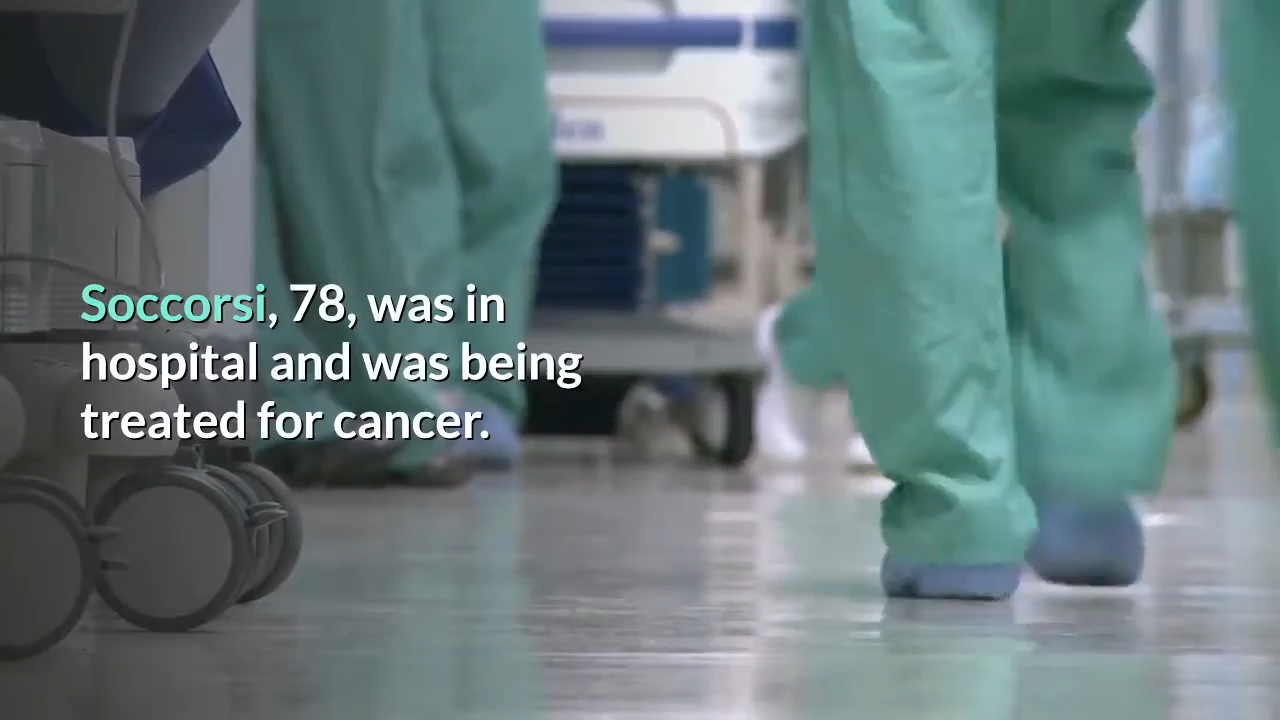 Soccorsi, 78, was in
hospital and was being
treated for cancer.